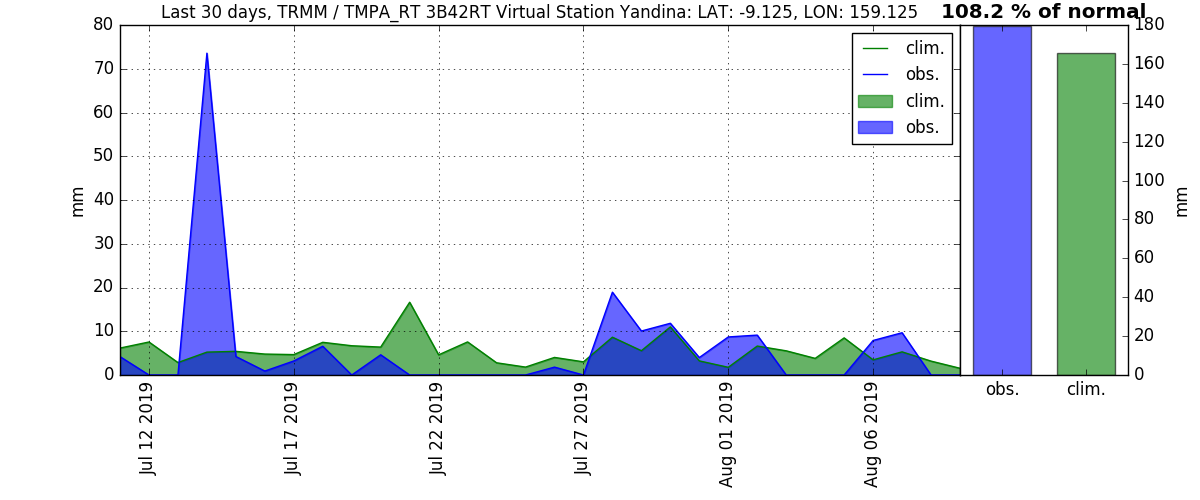 Last 30 days, TRMM / TMPA_RT 3B42RT Virtual Station Yandina: LAT: -9.125, LON: 159.125
108.2 % of normal
80
70
60
50
40
30
20
10
0
mm
clim.
obs.
clim.
obs.
Jul 12 2019
Jul 17 2019
Jul 22 2019
Jul 27 2019
Aug 01 2019
Aug 06 2019
180
160
140
120
100
80
60
40
20
0
mm
obs.
clim.